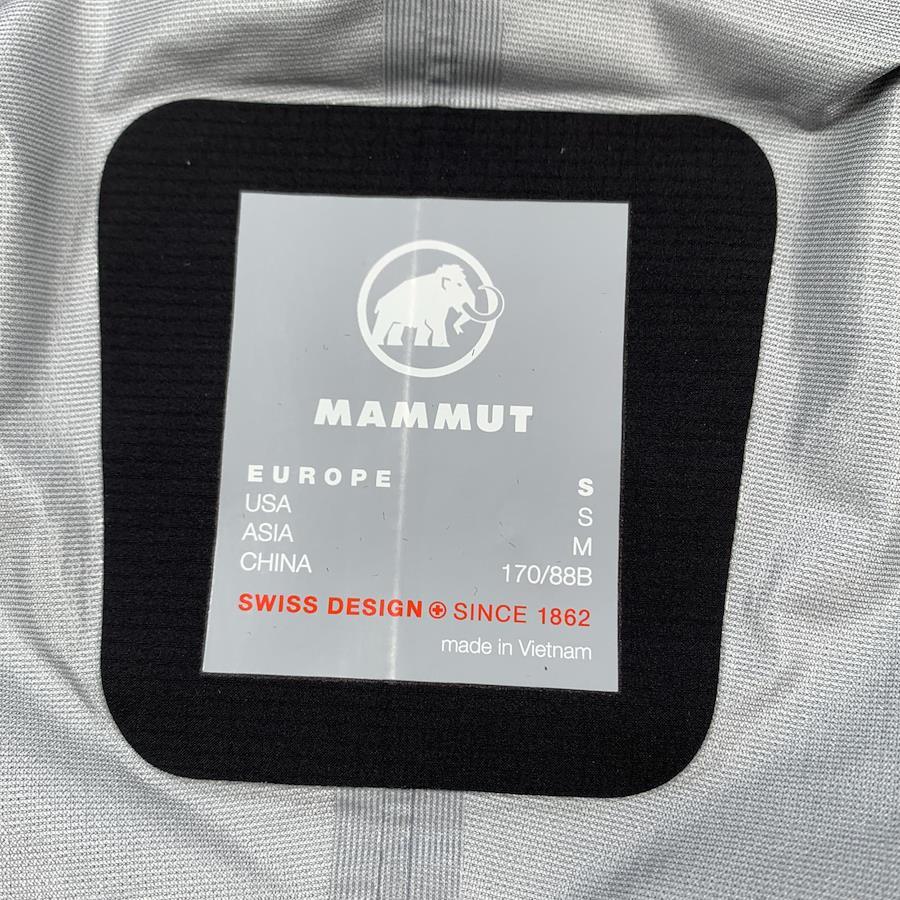 MAMMUT
EUROPE S
USA S
ASIA M
CHINA 170/88B
SWISS DESIGN SINCE 1862
made in Vietnam